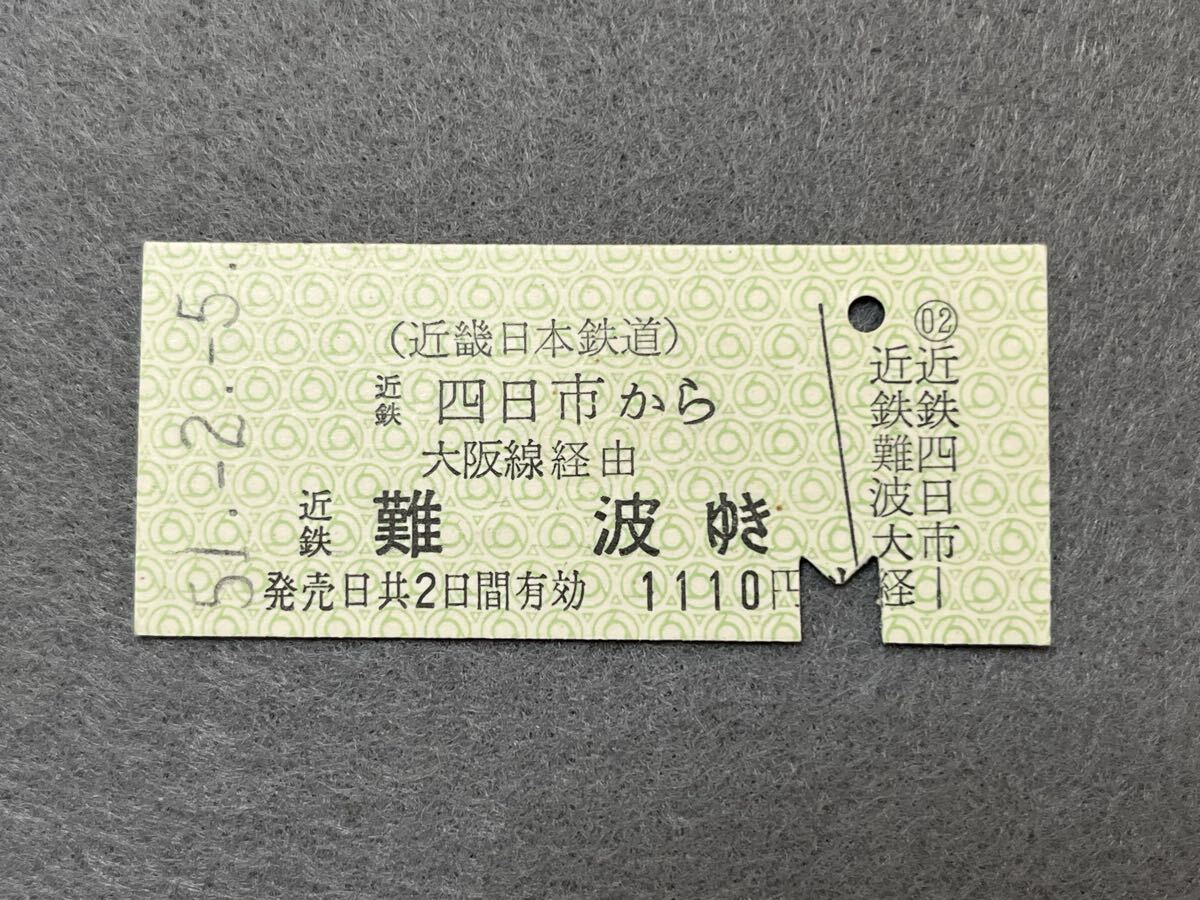 51.-2.-5.
(近畿日本鉄道)
近鉄 四日市から
大阪線経由
近鉄 難 波 ゆき
発売日共2日間有効 1110円
02
近鉄四日市
近鉄難波大経